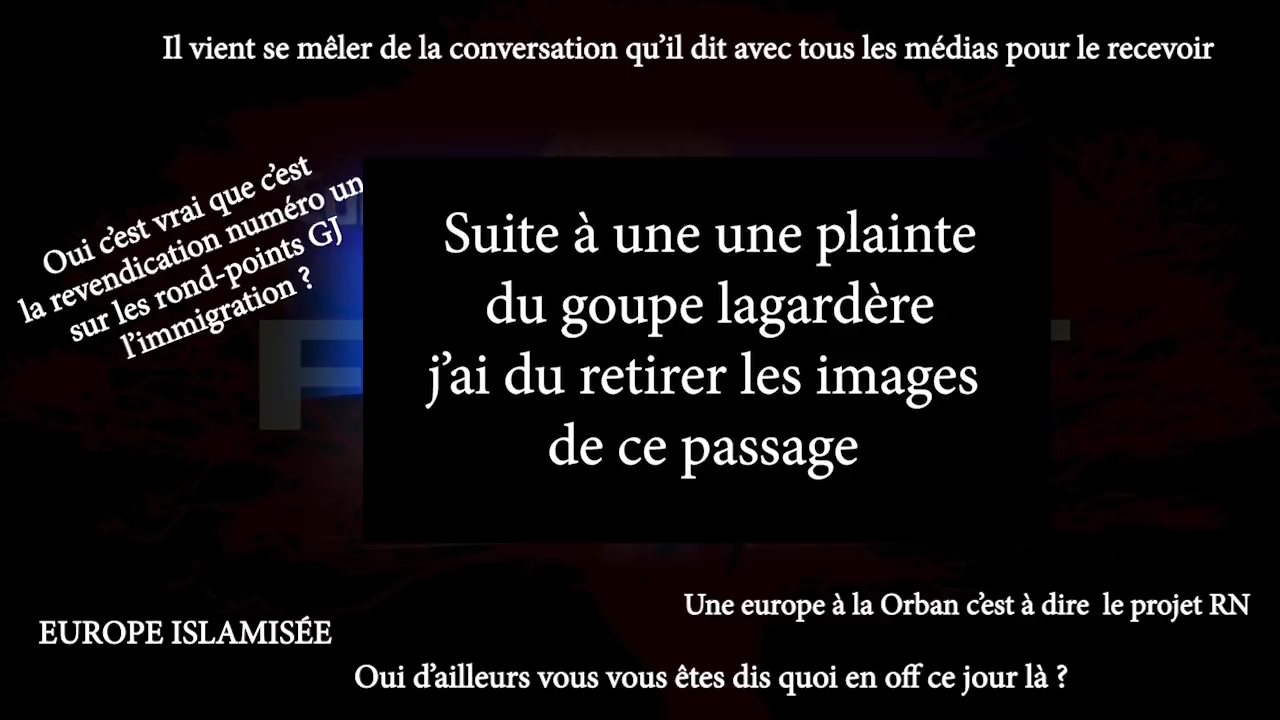 Il vient se mêler de la conversation qu'il dit avec tous les médias pour le recevoir
Oui c'est vrai que c'est
la revendication numéro un
sur les rond-points GJ
l'immigration ?
Suite à une une plainte
du goupe lagardère
j'ai du retirer les images
de ce passage
Une europe à la Orban c'est à dire le projet RN
EUROPE ISLAMISÉE
Oui d'ailleurs vous vous êtes dis quoi en off ce jour là ?